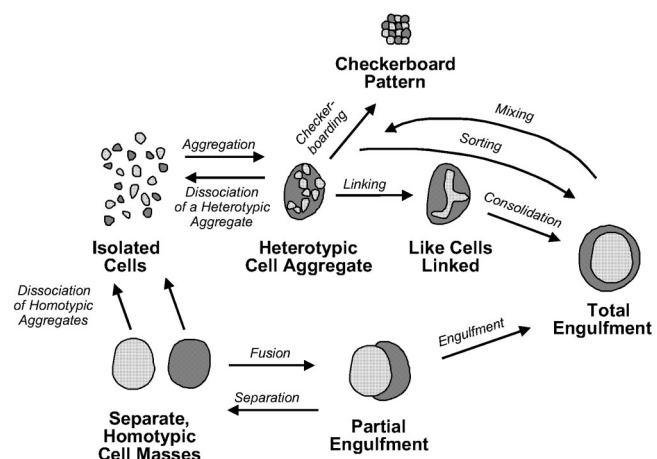 Checkerboard
Pattern
Mixing
Checker-
boarding
Sorting
Aggregation
Dissociation
of a Heterotypic
Aggregate
Linking
Consolidation
Isolated
Cells
Heterotypic
Cell Aggregate
Like Cells
Linked
Total
Engulfment
Dissociation
of Homotypic
Aggregates
Fusion
Engulfment
Separation
Separate,
Homotypic
Cell Masses
Partial
Engulfment